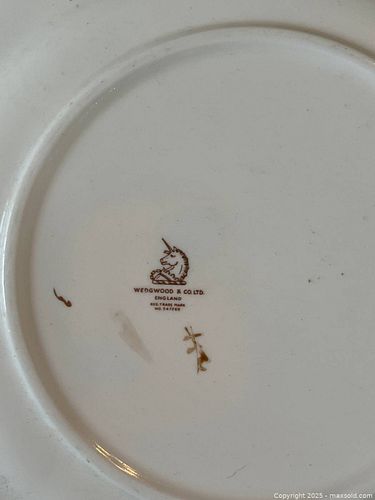 WEDGWOOD & CO. LTD.
ENGLAND
REG. TRADE MARK
Copyright © 2025 - maxsold.com